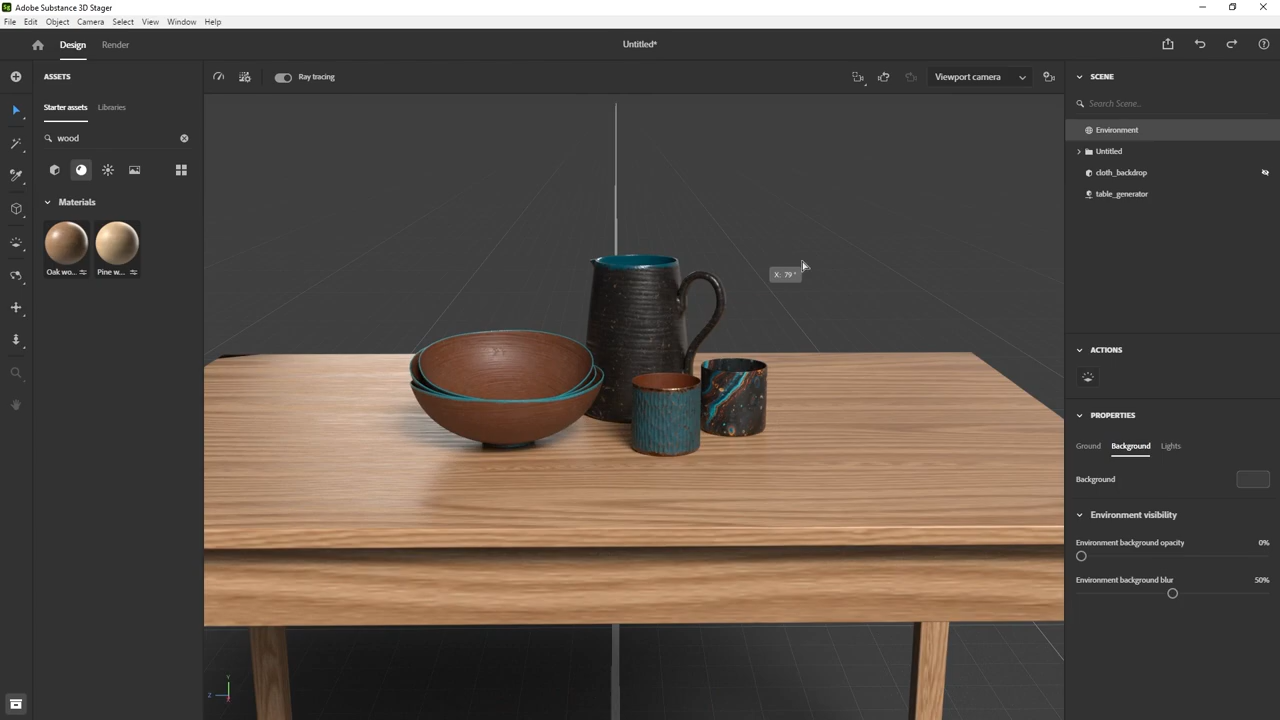 Sg Adobe Substance 3D Stager
File Edit Object Camera Select View Window Help
Design Render Untitled*
ASSETS
Starter assets Libraries
wood
Materials
Oak wo... Pine w...
Ray tracing
Viewport camera
X: 79 °
Y
Z
SCENE
Search Scene...
Environment
Untitled
cloth_backdrop
table_generator
ACTIONS
PROPERTIES
Ground Background Lights
Background
Environment visibility
Environment background opacity 0%
Environment background blur 50%